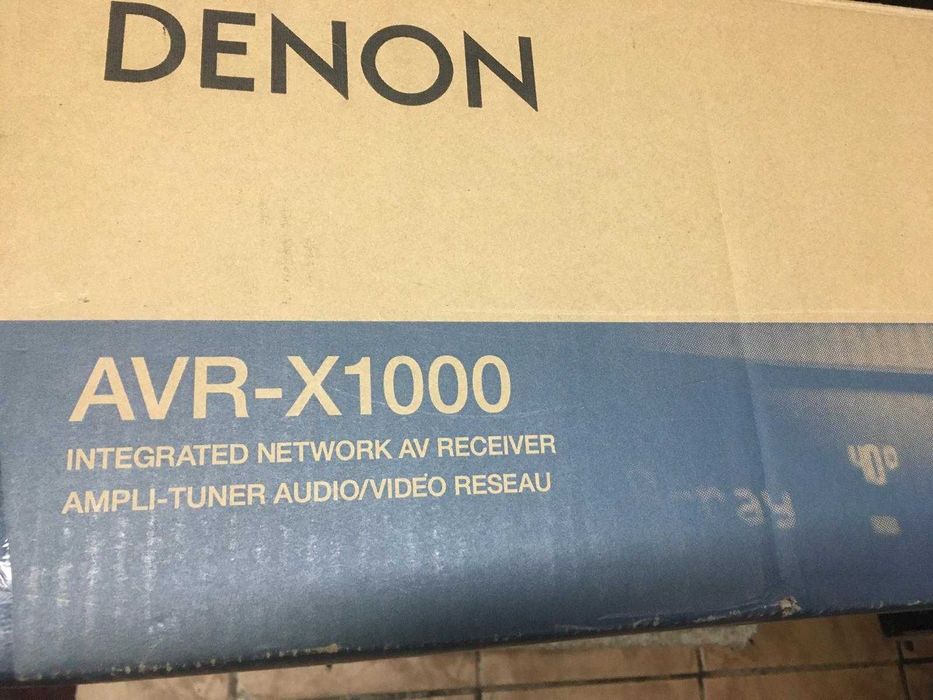 DENON
AVR-X1000
INTEGRATED NETWORK AV RECEIVER
AMPLI-TUNER AUDIO/VIDEO RESEAU